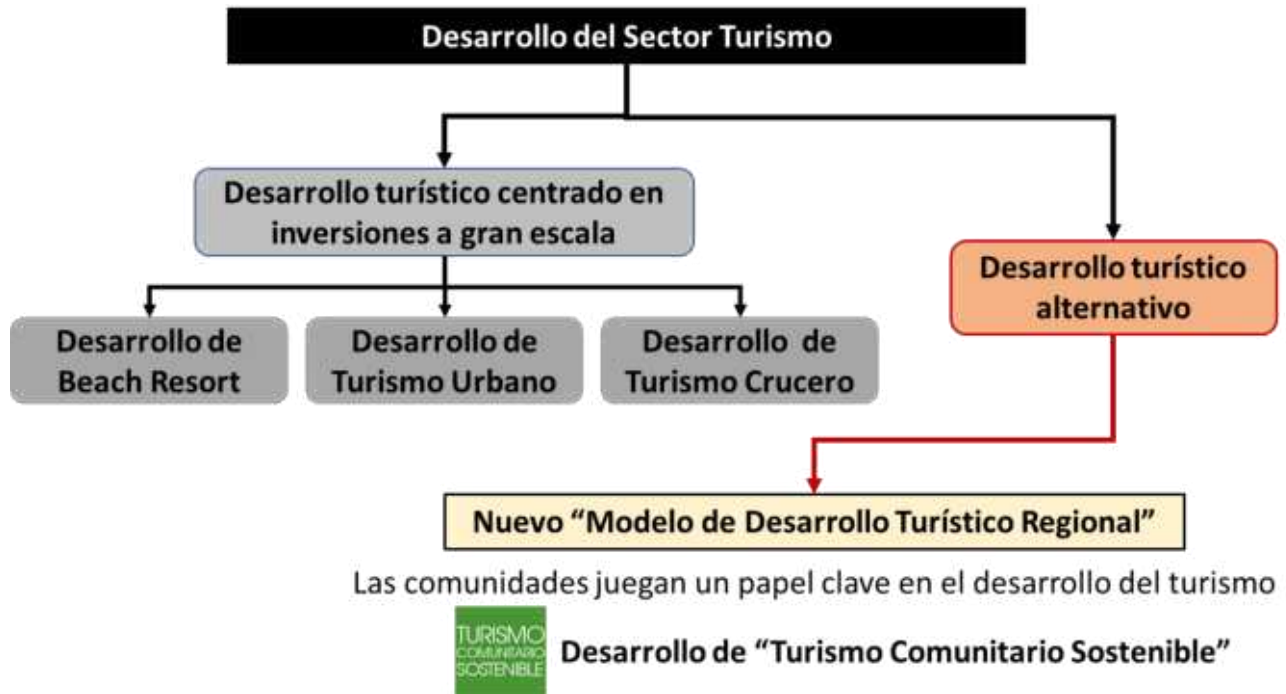 Desarrollo del Sector Turismo
Desarrollo turístico centrado en
inversiones a gran escala
Desarrollo turístico
alternativo
Desarrollo de
Beach Resort
Desarrollo de
Turismo Urbano
Desarrollo de
Turismo Crucero
Nuevo “Modelo de Desarrollo Turístico Regional”
Las comunidades juegan un papel clave en el desarrollo del turismo
TURISMO
COMUNITARIO
SOSTENIBLE
Desarrollo de “Turismo Comunitario Sostenible”